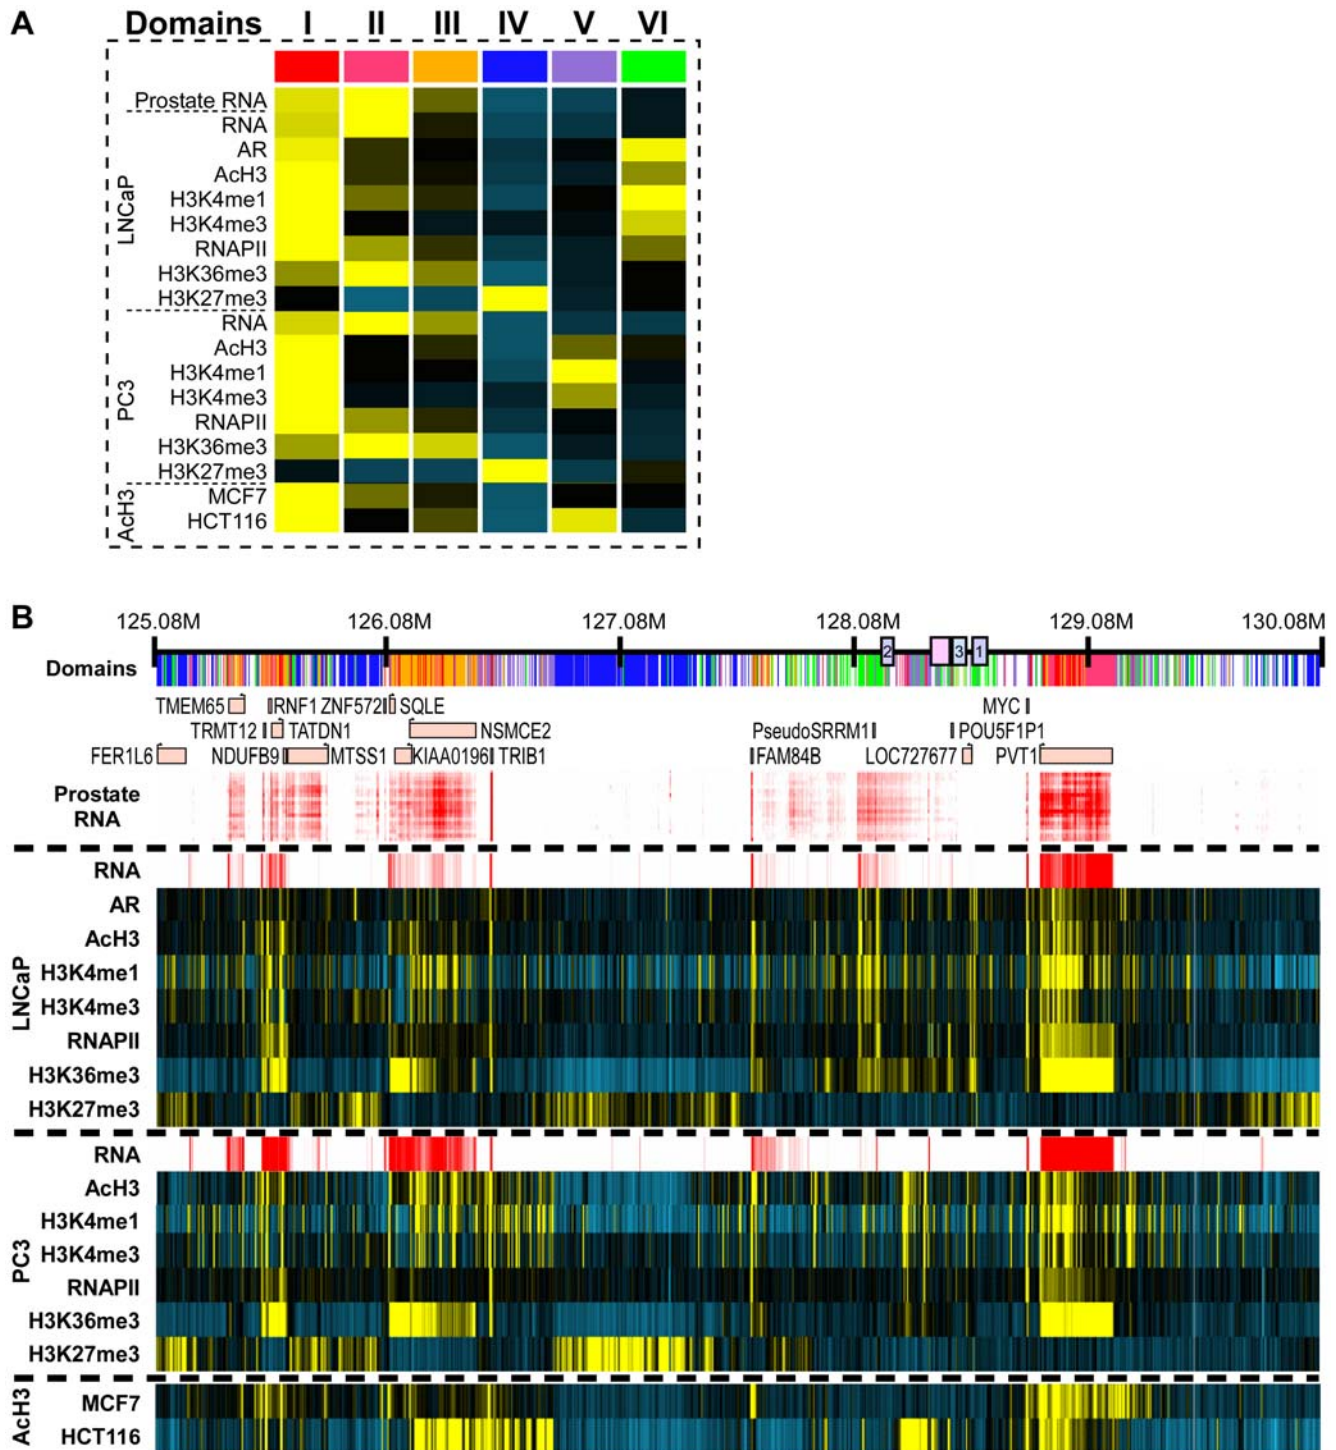 A
Domains I II III IV V VI
Prostate RNA
LNCaP
RNA
AR
AcH3
H3K4me1
H3K4me3
RNAPII
H3K36me3
H3K27me3
PC3
RNA
AcH3
H3K4me1
H3K4me3
RNAPII
H3K36me3
H3K27me3
AcH3
MCF7
HCT116
B
125.08M 126.08M 127.08M 128.08M 129.08M 130.08M
2 3 1
Domains
TMEM65 RNF1 ZNF572 SQLE MYC
TRMT12 TATDN1 NSMCE2 PseudoSRRM1 POU5F1P1
FER1L6 NDUFB9 MTSS1 KIAA0196 TRIB1 FAM84B LOC727677 PVT1
Prostate
RNA
LNCaP
RNA
AR
AcH3
H3K4me1
H3K4me3
RNAPII
H3K36me3
H3K27me3
PC3
RNA
AcH3
H3K4me1
H3K4me3
RNAPII
H3K36me3
H3K27me3
AcH3
MCF7
HCT116